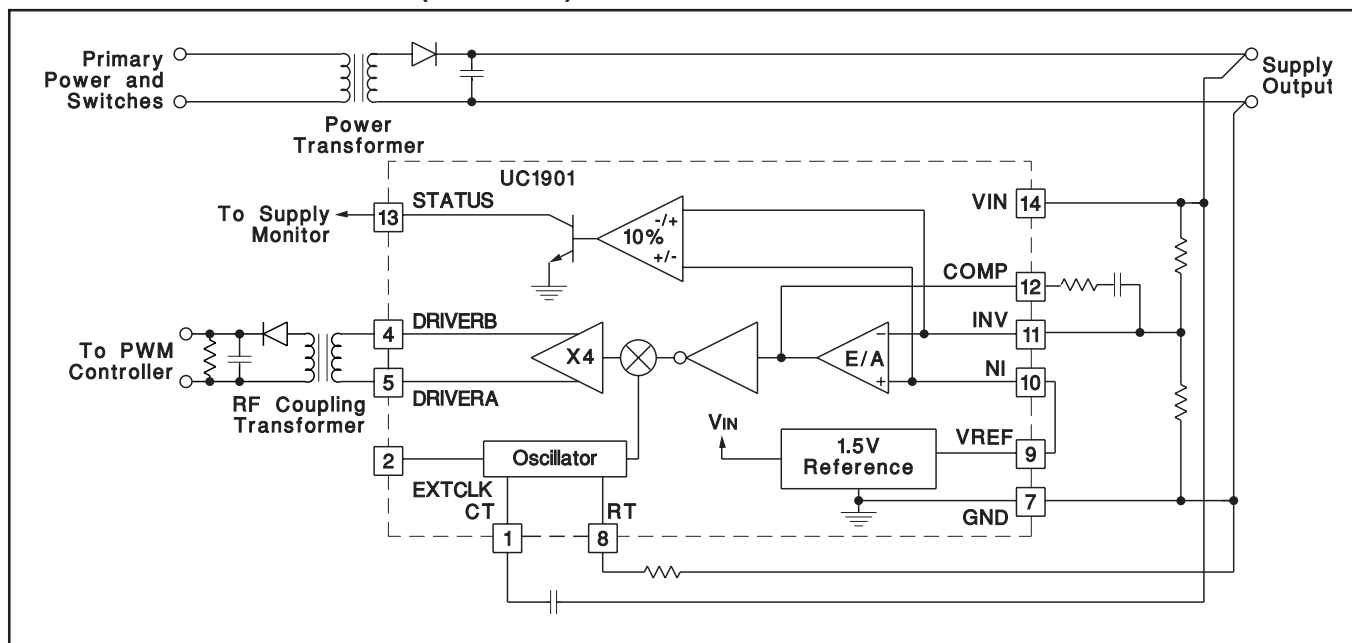 Primary
Power and
Switches
Power
Transformer
Supply
Output
UC1901
STATUS
13
To Supply
Monitor
-/+
10%
+/-
VIN
14
COMP
12
INV
11
NI
10
VREF
9
GND
7
DRIVERB
4
5
DRIVERA
To PWM
Controller
RF Coupling
Transformer
X4
E/A
−
+
VIN
1.5V
Reference
2
Oscillator
EXTCLK
CT
RT
1
8